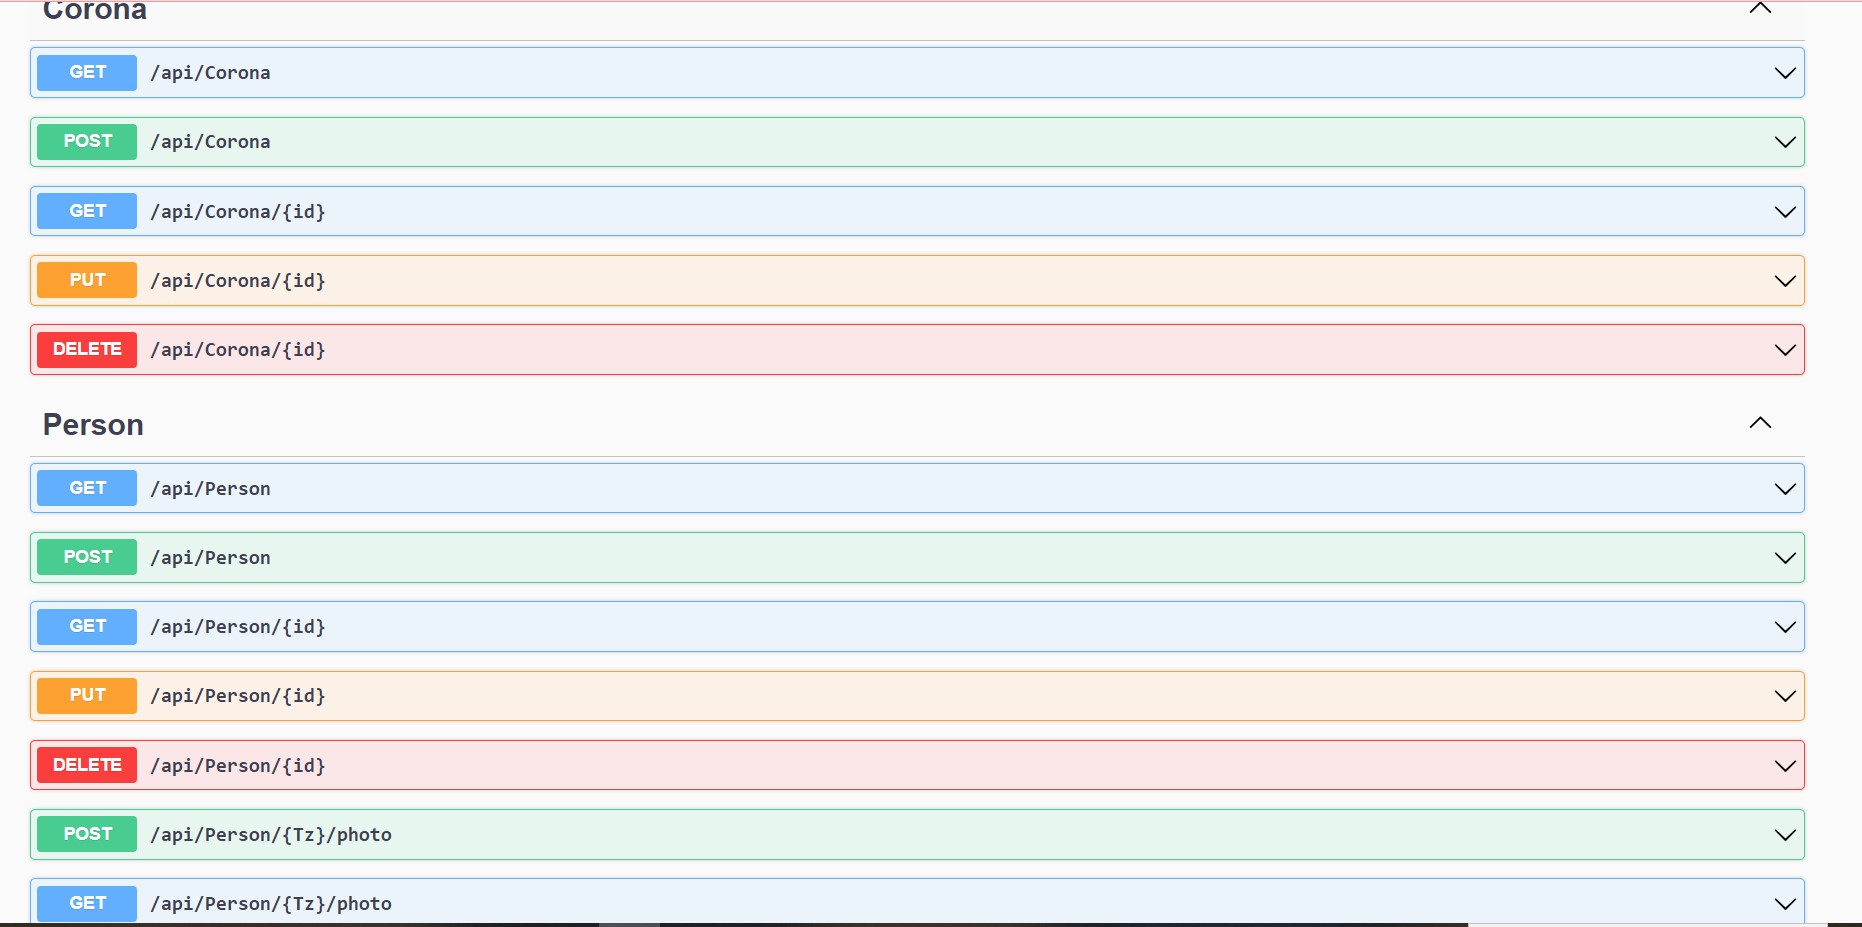 Corona
GET /api/Corona
POST /api/Corona
GET /api/Corona/{id}
PUT /api/Corona/{id}
DELETE /api/Corona/{id}
Person
GET /api/Person
POST /api/Person
GET /api/Person/{id}
PUT /api/Person/{id}
DELETE /api/Person/{id}
POST /api/Person/{Tz}/photo
GET /api/Person/{Tz}/photo